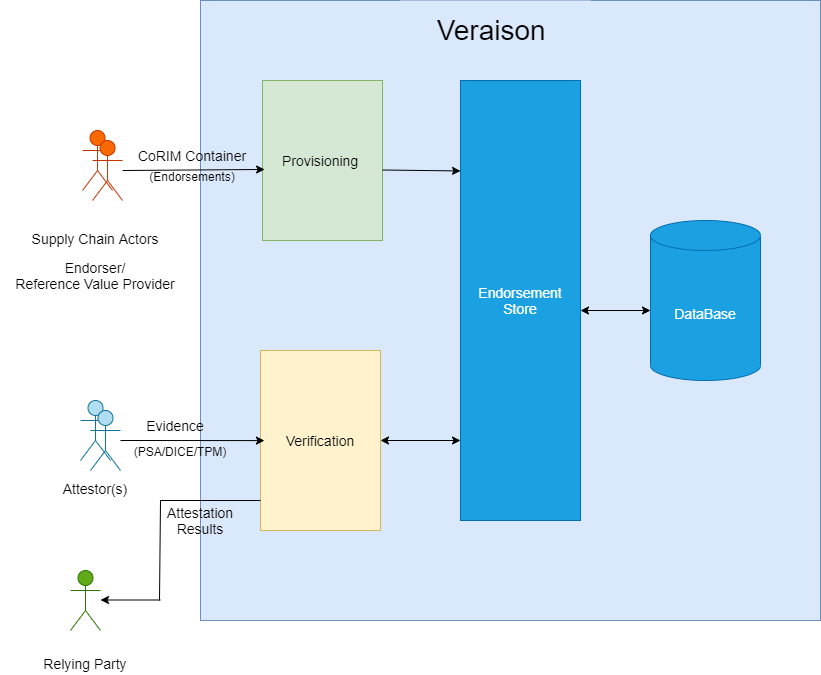 Veraison
CoRIM Container
(Endorsements)
Provisioning
Supply Chain Actors
Endorser/
Reference Value Provider
Endorsement
Store
DataBase
Evidence
(PSA/DICE/TPM)
Verification
Attestor(s)
Attestation
Results
Relying Party